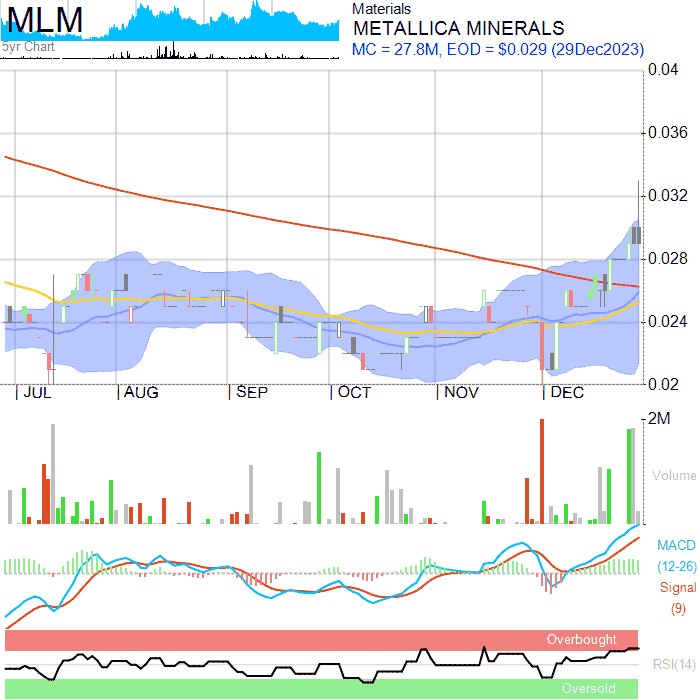 MLM
5yr Chart
Materials
METALLICA MINERALS
MC = 27.8M, EOD = $0.029 (29Dec2023)
0.04
0.036
0.032
0.028
0.024
0.02
JUL AUG SEP OCT NOV DEC
2M
Volume
MACD
(12-26)
Signal
(9)
Overbought
RSI(14)
Oversold